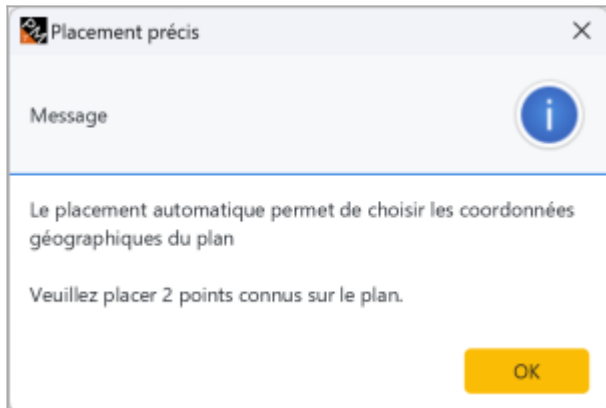 Placement précis
Message
Le placement automatique permet de choisir les coordonnées
géographiques du plan
Veuillez placer 2 points connus sur le plan.
OK